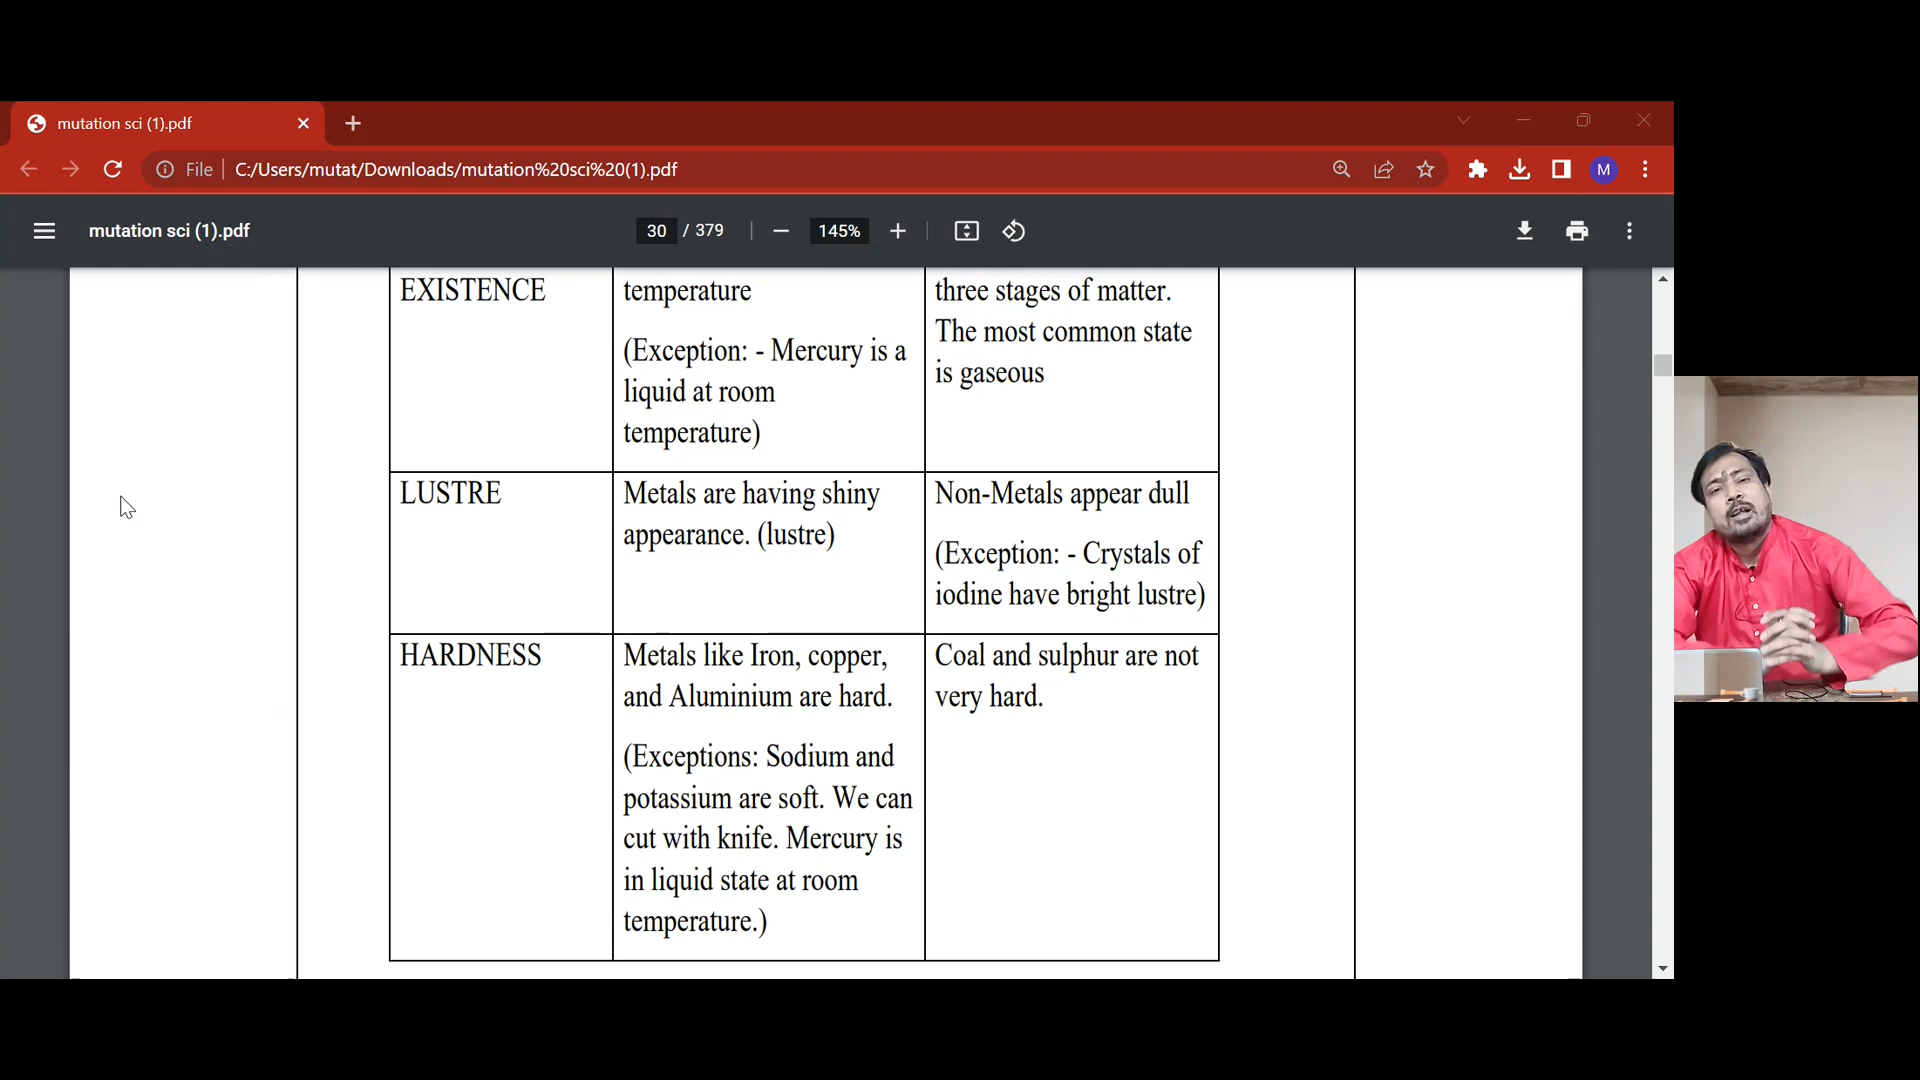 mutation sci (1).pdf
File
C:/Users/mutat/Downloads/mutation%20sci%20(1).pdf
M
mutation sci (1).pdf
30 / 379
145%
EXISTENCE
temperature
(Exception: - Mercury is a
liquid at room
temperature)
three stages of matter.
The most common state
is gaseous
LUSTRE
Metals are having shiny
appearance. (lustre)
Non-Metals appear dull
(Exception: - Crystals of
iodine have bright lustre)
HARDNESS
Metals like Iron, copper,
and Aluminium are hard.
(Exceptions: Sodium and
potassium are soft. We can
cut with knife. Mercury is
in liquid state at room
temperature.)
Coal and sulphur are not
very hard.